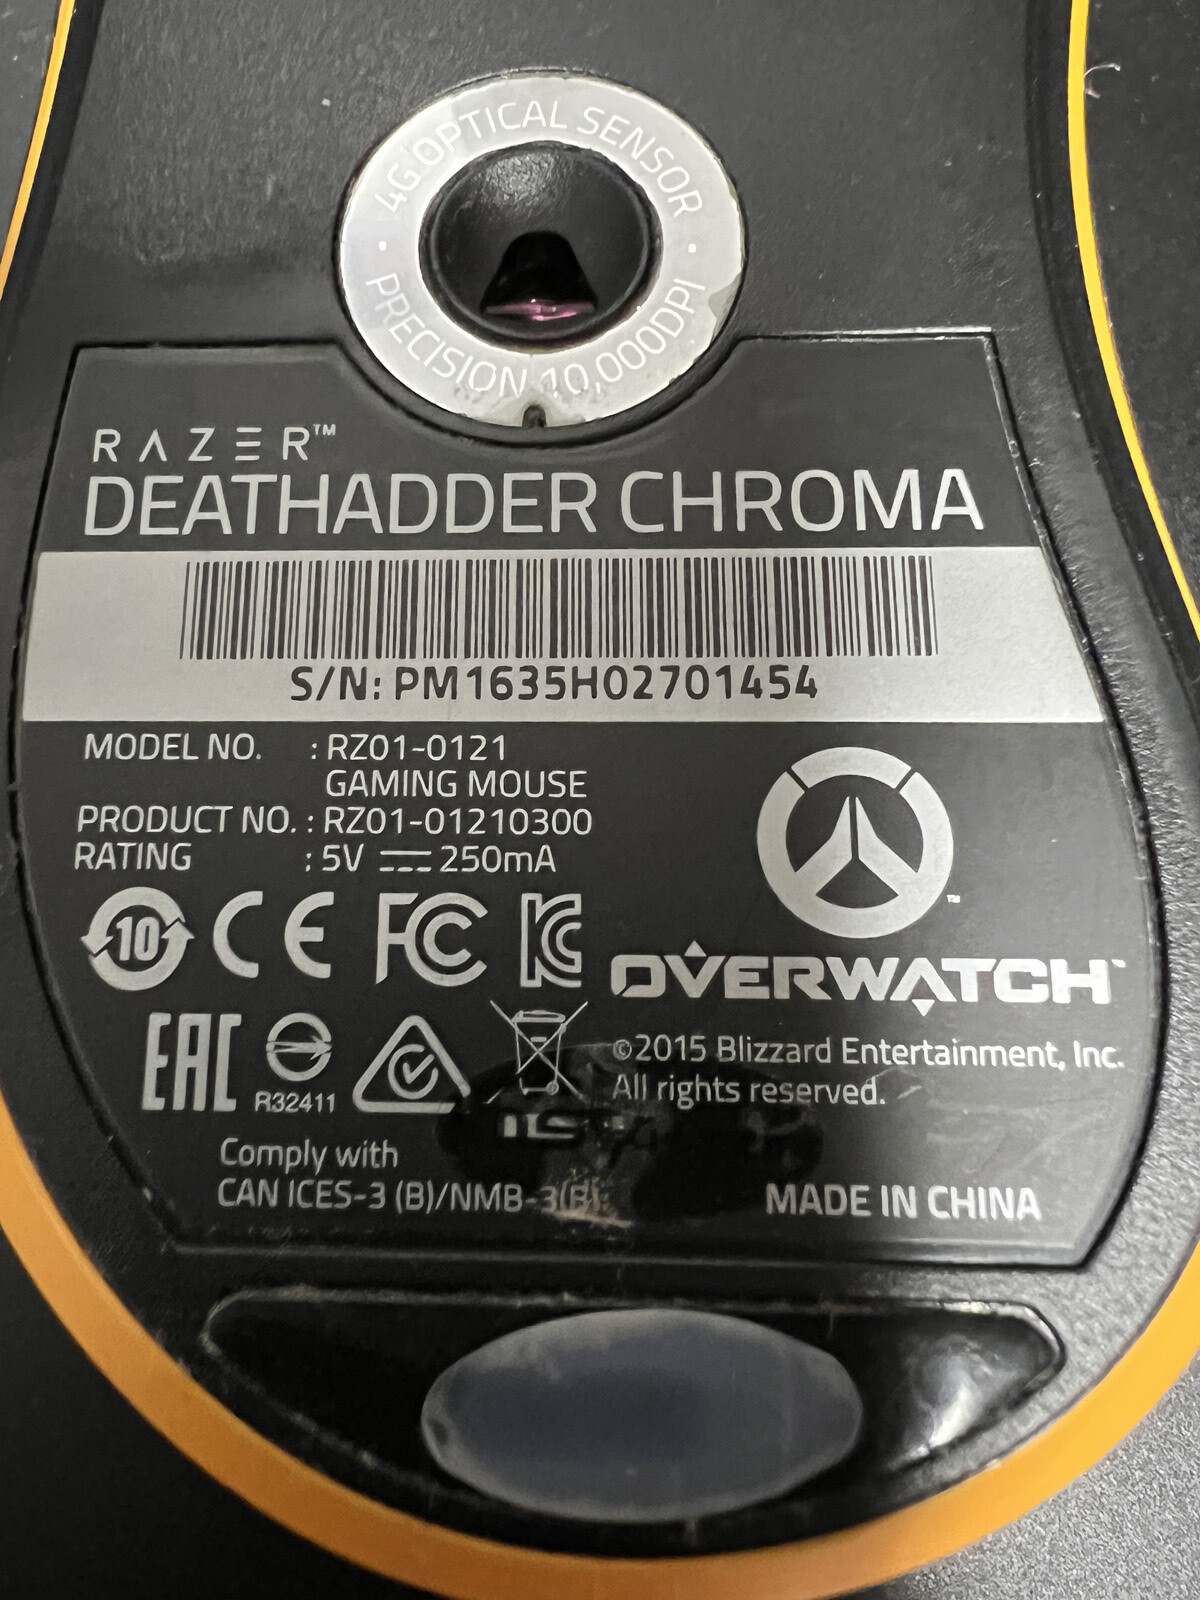 4G OPTICAL SENSOR
PRECISION 10,000DPI
RAZER™
DEATHADDER CHROMA
S/N: PM1635H02701454
MODEL NO. : RZ01-0121
GAMING MOUSE
PRODUCT NO. : RZ01-01210300
RATING : 5V ⎓ 250mA
10 CE FC KC
OVERWATCH™
EAC
R32411
©2015 Blizzard Entertainment, Inc.
All rights reserved.
Comply with
CAN ICES-3 (B)/NMB-3(B)
MADE IN CHINA